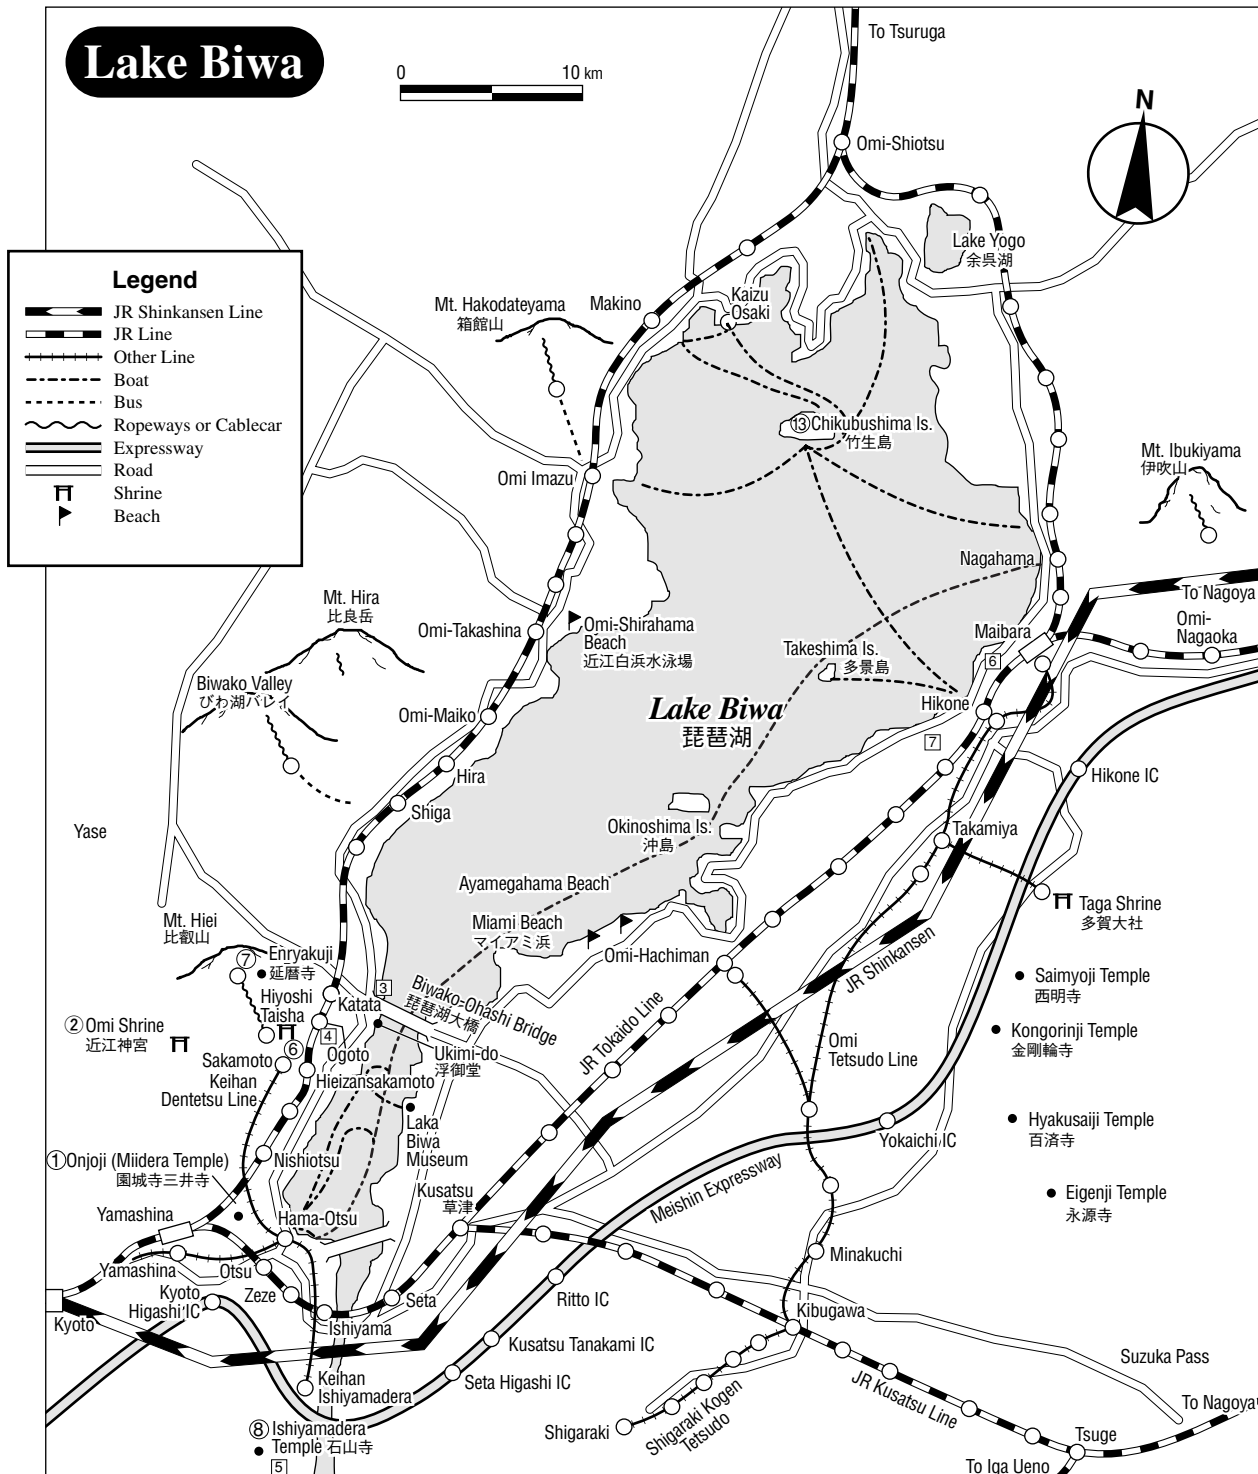 Lake Biwa
0 10 km
N
To Tsuruga
Omi-Shiotsu
Lake Yogo
余呉湖
Legend
JR Shinkansen Line
JR Line
Other Line
Boat
Bus
Ropeways or Cablecar
Expressway
Road
Shrine
Beach
Mt. Hakodateyama
箱館山
Makino
Kaizu
Osaki
⑬ Chikubushima Is.
竹生島
Omi Imazu
Mt. Ibukiyama
伊吹山
Nagahama
To Nagoya
Omi-
Nagaoka
Maibara
6
Mt. Hira
比良岳
Omi-Takashina
Omi-Shirahama
Beach
近江白浜水泳場
Takeshima Is.
多景島
Biwako Valley
びわ湖バレイ
Omi-Maiko
Lake Biwa
琵琶湖
Hikone
7
Hira
Hikone IC
Shiga
Yase
Okinoshima Is.
沖島
Takamiya
Ayamegahama Beach
Taga Shrine
多賀大社
Mt. Hiei
比叡山
Miami Beach
マイアミ浜
Omi-Hachiman
JR Shinkansen
⑦
Enryakuji
延暦寺
Saimyoji Temple
西明寺
Hiyoshi
Taisha
Katata
3
Biwako-Ohashi Bridge
琵琶湖大橋
JR Tokaido Line
② Omi Shrine
近江神宮
4
⑥
Ogoto
Ukimi-do
浮御堂
Omi
Tetsudo Line
Kongorinji Temple
金剛輪寺
Sakamoto
Keihan
Dentetsu Line
Hieizansakamoto
Laka
Biwa
Museum
Yokaichi IC
Hyakusaiji Temple
百済寺
① Onjoji (Miidera Temple)
園城寺三井寺
Nishiotsu
Kusatsu
草津
Meishin Expressway
Eigenji Temple
永源寺
Yamashina
Hama-Otsu
Minakuchi
Yamashina
Otsu
Kyoto
Higashi IC
Zeze
Seta
Ritto IC
Kibugawa
Kyoto
Ishiyama
Kusatsu Tanakami IC
Suzuka Pass
Keihan
Ishiyamadera
Seta Higashi IC
JR Kusatsu Line
To Nagoya
⑧ Ishiyamadera
Temple 石山寺
5
Shigaraki
Shigaraki Kogen
Tetsudo
Tsuge
To Iga Ueno